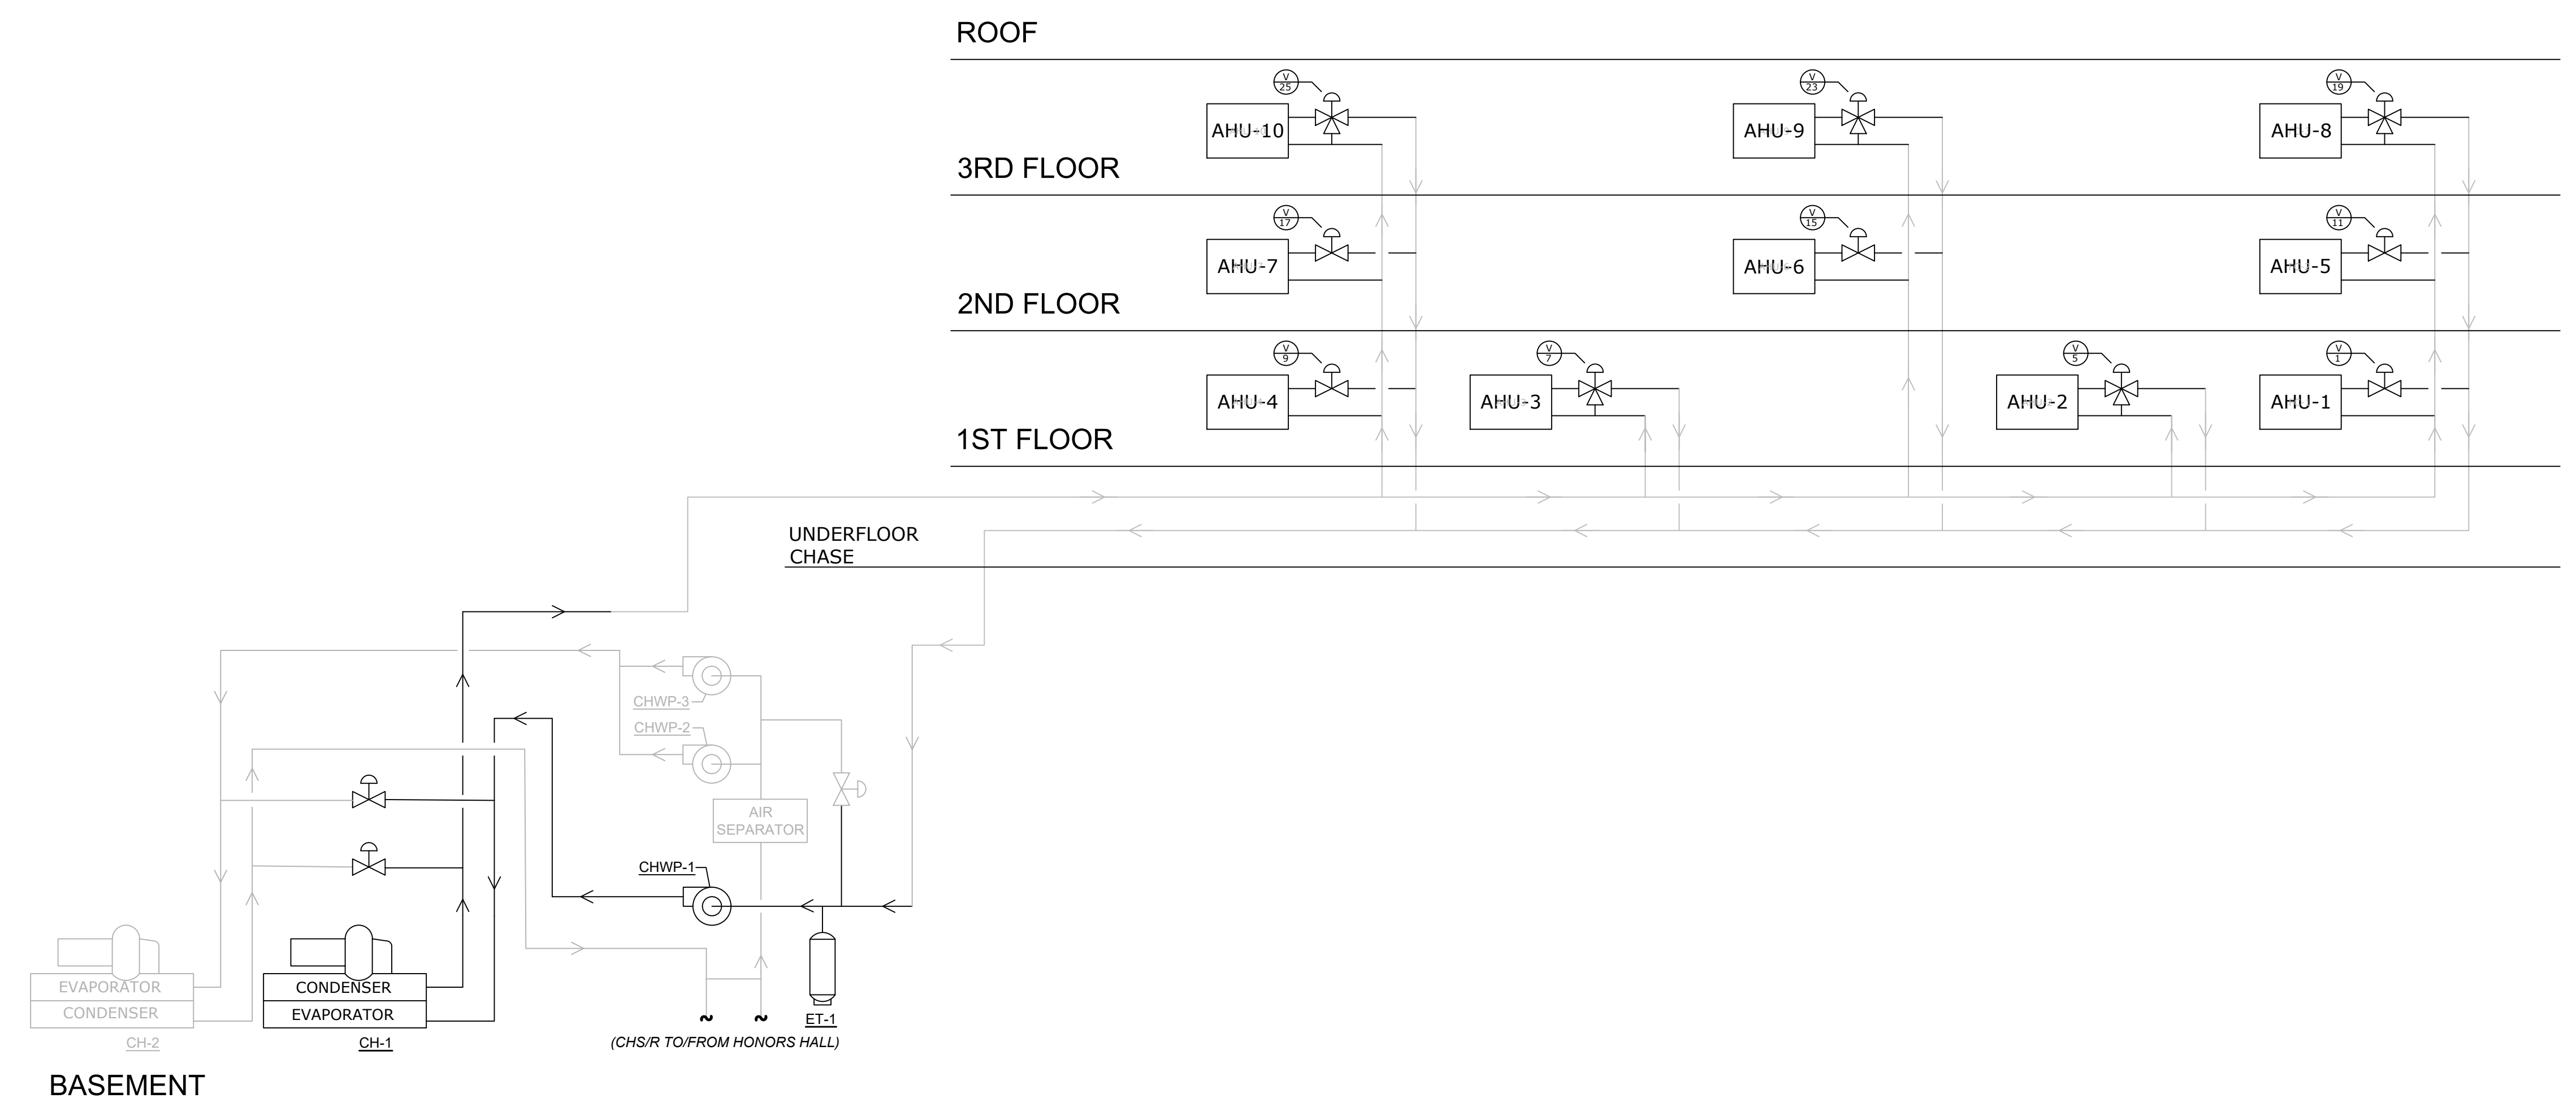 ROOF
V
25
V
23
V
19
AHU-10
AHU-9
AHU-8
3RD FLOOR
V
17
V
15
V
11
AHU-7
AHU-6
AHU-5
2ND FLOOR
V
9
V
7
V
5
V
1
AHU-4
AHU-3
AHU-2
AHU-1
1ST FLOOR
UNDERFLOOR
CHASE
CHWP-3
CHWP-2
AIR
SEPARATOR
CHWP-1
EVAPORATOR
CONDENSER
CH-2
CONDENSER
EVAPORATOR
CH-1
ET-1
(CHS/R TO/FROM HONORS HALL)
BASEMENT